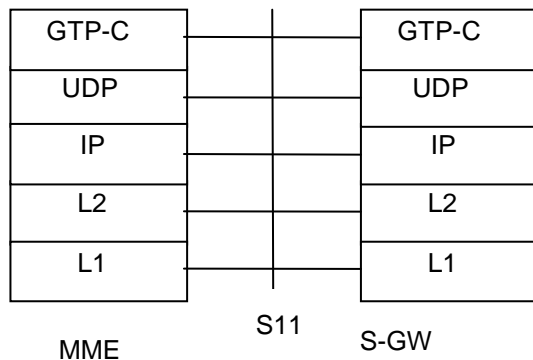 GTP-C GTP-C
UDP UDP
IP IP
L2 L2
L1 L1
MME S11 S-GW